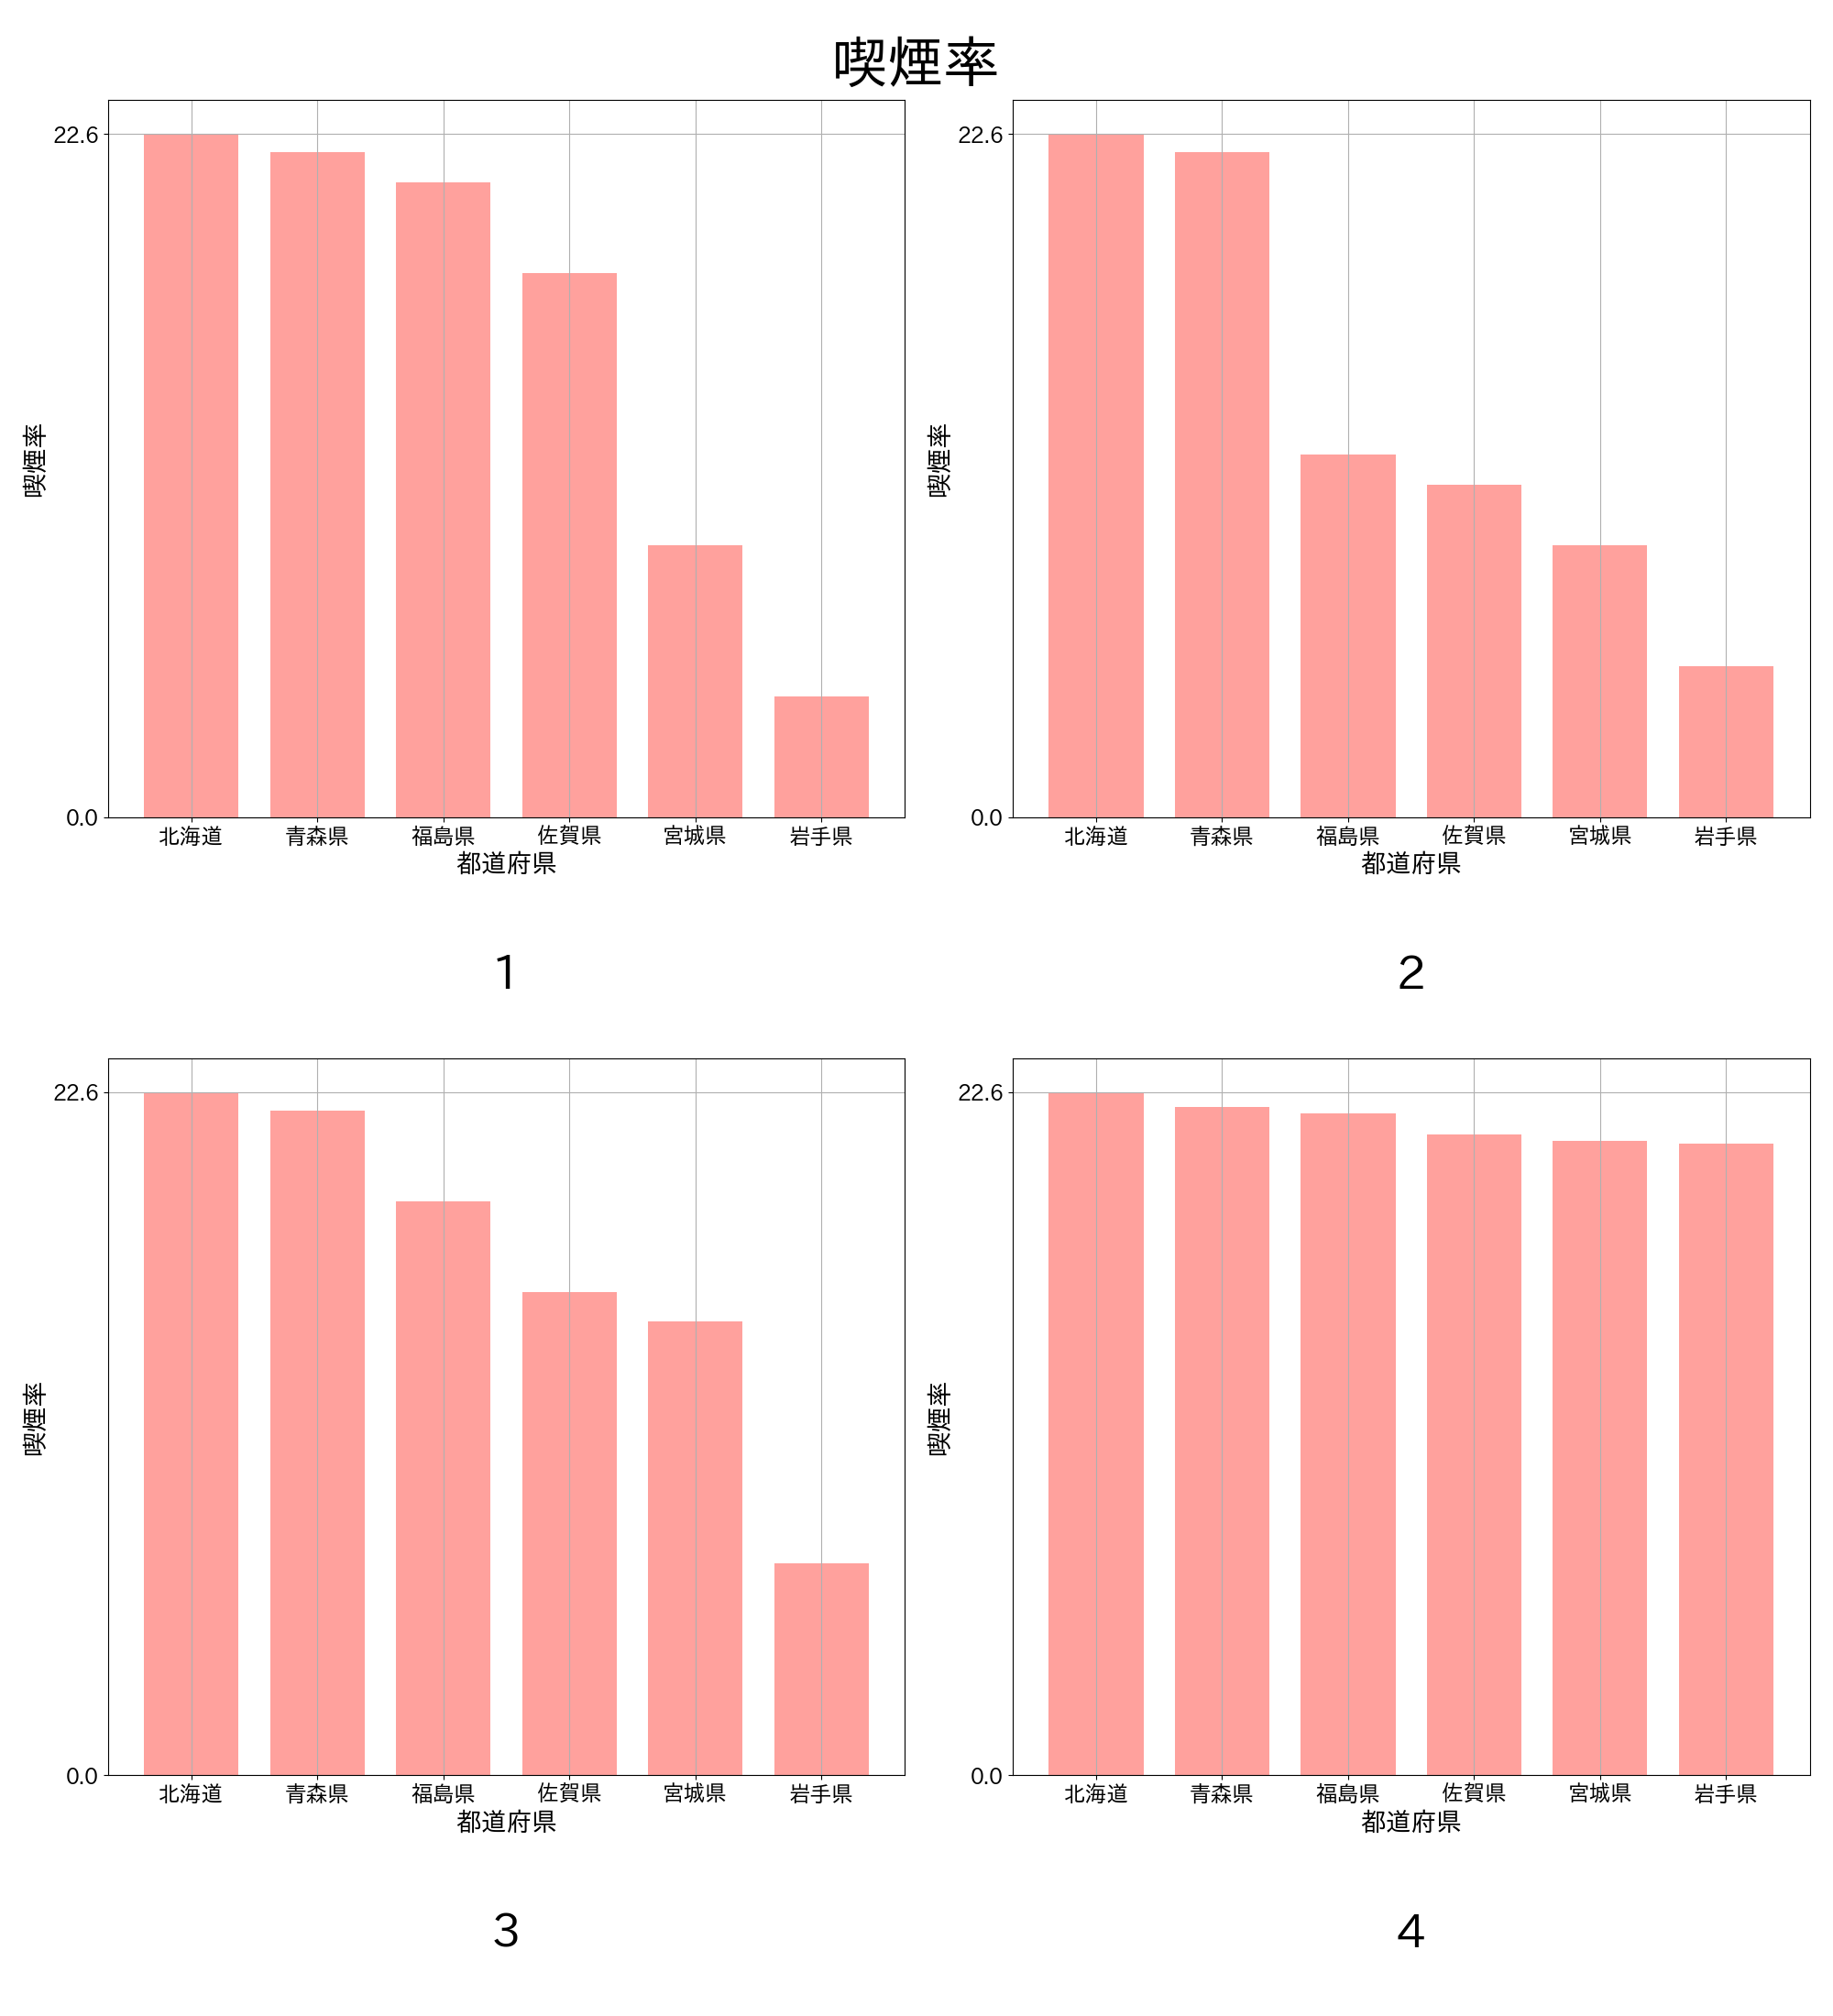 喫煙率
22.6
0.0
喫煙率
北海道 青森県 福島県 佐賀県 宮城県 岩手県
都道府県
1
22.6
0.0
喫煙率
北海道 青森県 福島県 佐賀県 宮城県 岩手県
都道府県
2
22.6
0.0
喫煙率
北海道 青森県 福島県 佐賀県 宮城県 岩手県
都道府県
3
22.6
0.0
喫煙率
北海道 青森県 福島県 佐賀県 宮城県 岩手県
都道府県
4